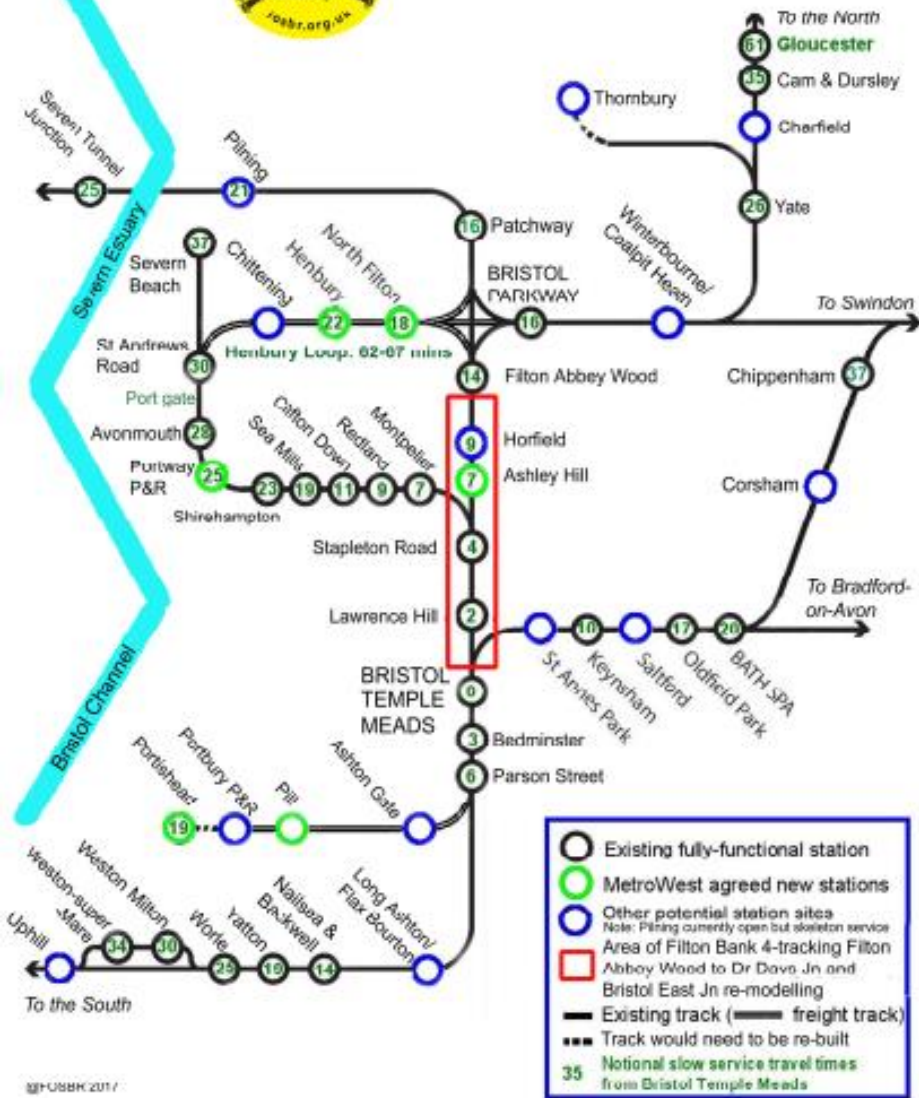 fosbr.org.uk
To the North
61 Gloucester
35 Cam & Dursley
Charfield
Thornbury
Severn Tunnel
Junction
25
Pilning
21
26 Yate
16 Patchway
Winterbourne/
Coalpit Heath
Severn Estuary
37
Severn
Beach
Chittening
Henbury
22
North Filton
18
BRISTOL
PARKWAY
16
To Swindon
Henbury Loop: 62-67 mins
St Andrews
Road
30
14 Filton Abbey Wood
Chippenham 37
Port gate
Avonmouth 28
Portway
P&R
25
Shirehampton
23
Sea Mills
19
Clifton Down
11
Redland
9
Montpelier
7
9 Horfield
7 Ashley Hill
Corsham
Stapleton Road 4
Lawrence Hill 2
To Bradford-
on-Avon
BRISTOL
TEMPLE
MEADS
0
St Annes Park
Keynsham
Saltford
17
Oldfield Park
BATH SPA
3 Bedminster
6 Parson Street
Bristol Channel
Portishead
19
Portbury P&R
Pill
Ashton Gate
Uphill
Weston-super
-Mare
34
Weston Milton
30
Worle
Yatton
Nailsea &
Backwell
14
Long Ashton/
Flax Bourton
To the South
Existing fully-functional station
MetroWest agreed new stations
Other potential station sites
Note: Pilning currently open but skeleton service
Area of Filton Bank 4-tracking Filton
Abbey Wood to Dr Days Jn and
Bristol East Jn re-modelling
Existing track ( freight track)
Track would need to be re-built
35 Notional slow service travel times
from Bristol Temple Meads
@FOSBR 2017